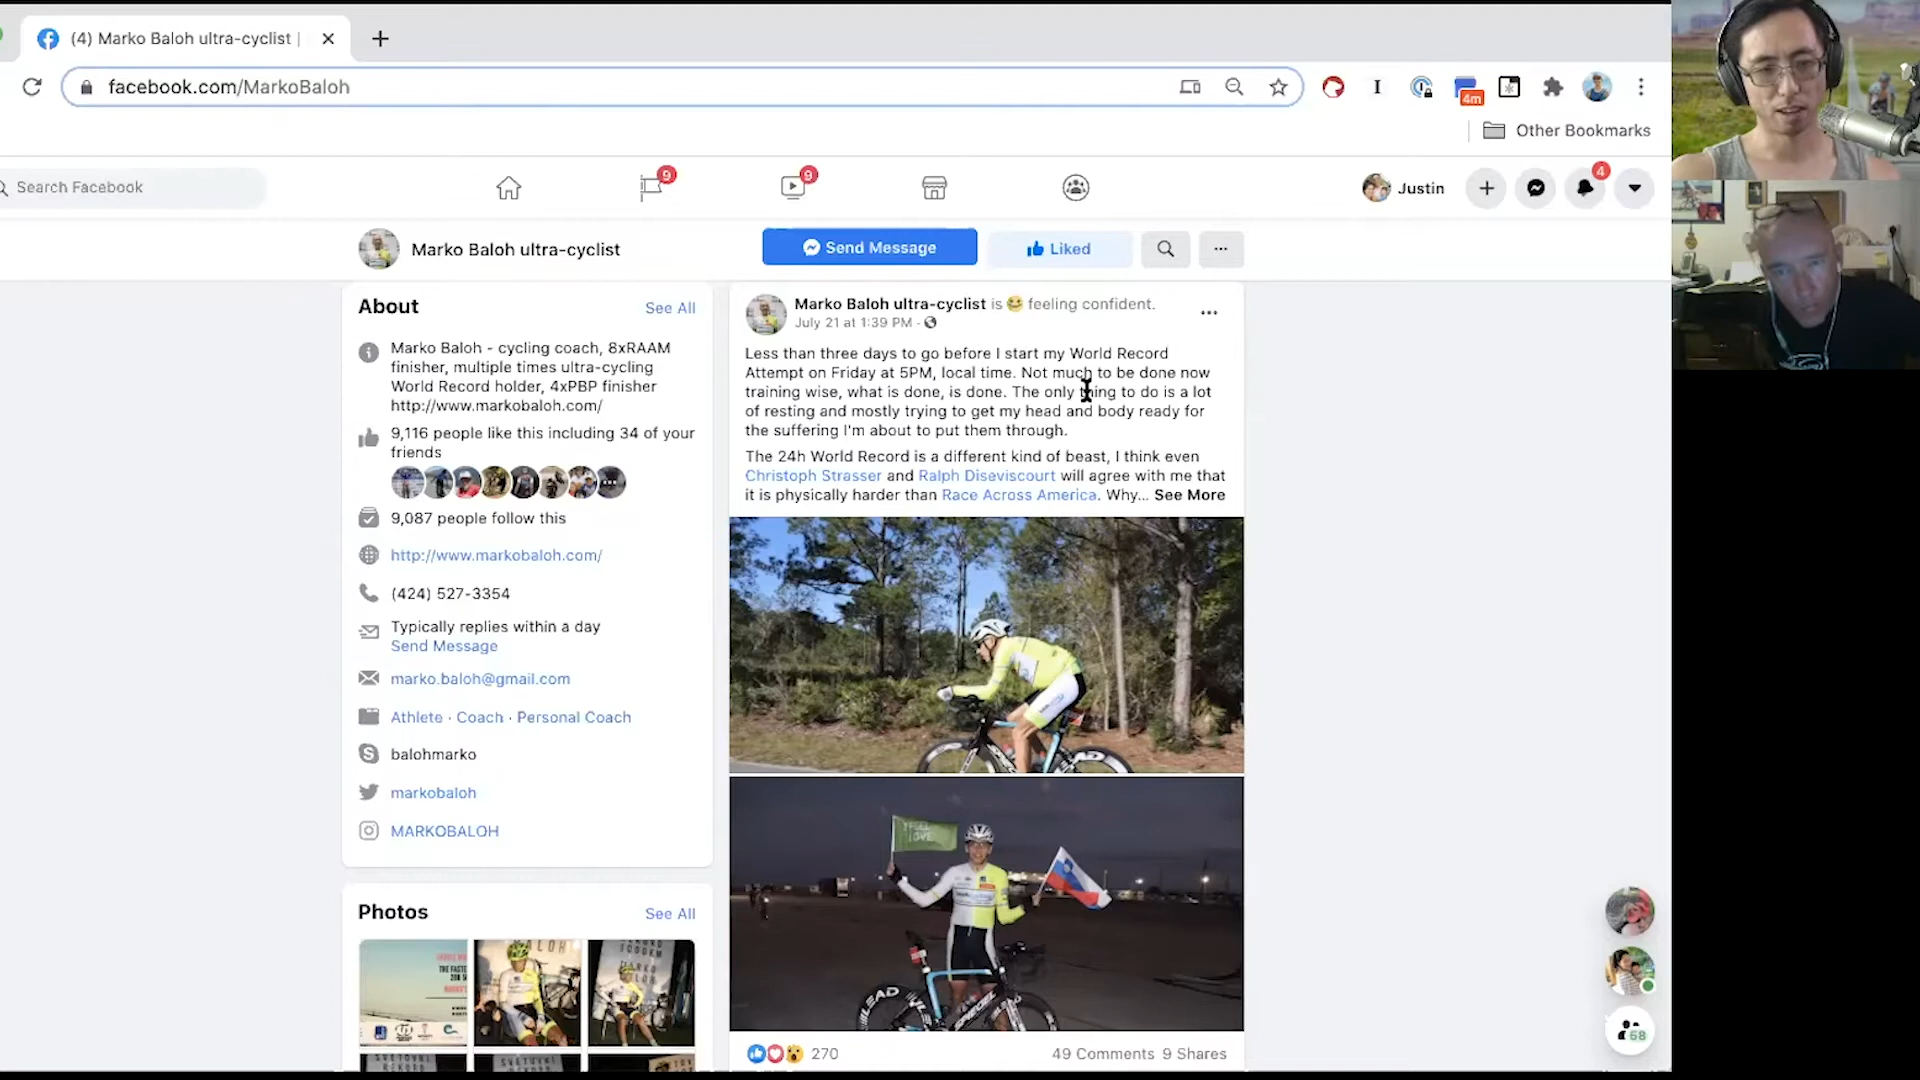 (4) Marko Baloh ultra-cyclist |
facebook.com/MarkoBaloh
4m
Other Bookmarks
Search Facebook
9
9
Justin
4
Marko Baloh ultra-cyclist
Send Message
Liked
About
See All
Marko Baloh - cycling coach, 8xRAAM
finisher, multiple times ultra-cycling
World Record holder, 4xPBP finisher
http://www.markobaloh.com/
9,116 people like this including 34 of your
friends
9,087 people follow this
http://www.markobaloh.com/
(424) 527-3354
Typically replies within a day
Send Message
marko.baloh@gmail.com
Athlete · Coach · Personal Coach
balohmarko
markobaloh
MARKOBALOH
Photos
See All
THE FASTE
Marko Baloh ultra-cyclist is feeling confident.
July 21 at 1:39 PM ·
Less than three days to go before I start my World Record
Attempt on Friday at 5PM, local time. Not much to be done now
training wise, what is done, is done. The only thing to do is a lot
of resting and mostly trying to get my head and body ready for
the suffering I'm about to put them through.
The 24h World Record is a different kind of beast, I think even
Christoph Strasser and Ralph Diseviscourt will agree with me that
it is physically harder than Race Across America. Why... See More
I FEEL
LOVE
LEAD
270
49 Comments 9 Shares
68